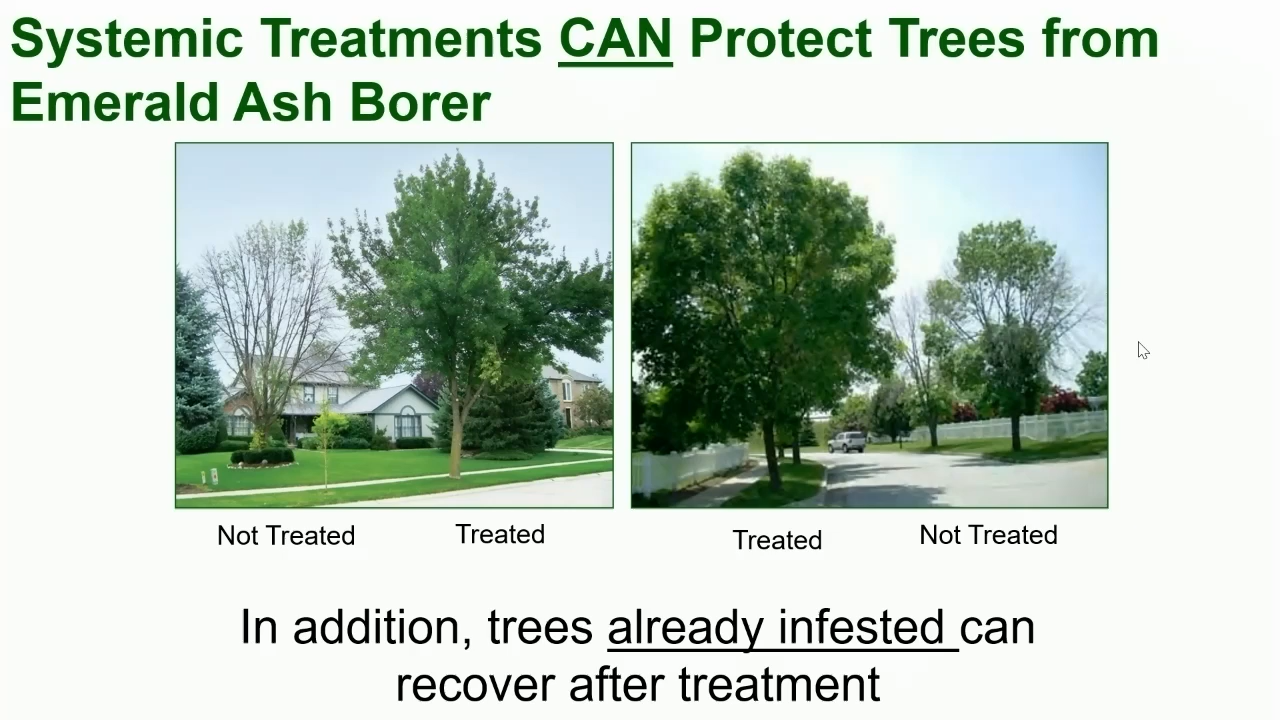 Systemic Treatments CAN Protect Trees from
Emerald Ash Borer
Not Treated
Treated
Treated
Not Treated
In addition, trees already infested can
recover after treatment